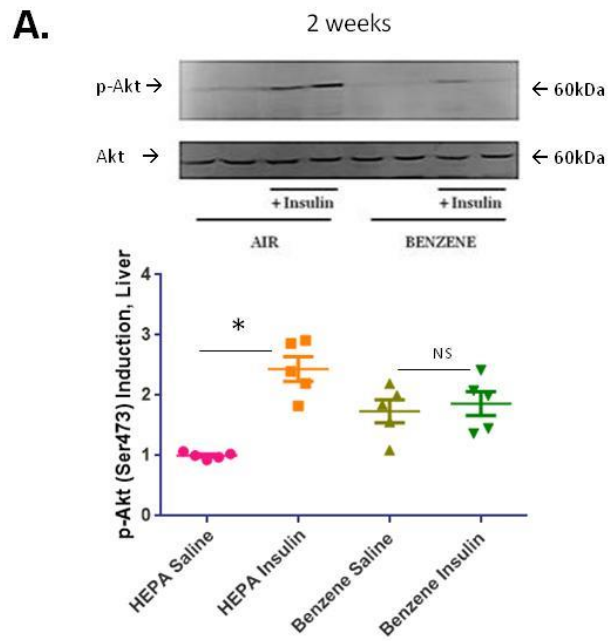 A.
2 weeks
p-Akt → ← 60kDa
Akt → ← 60kDa
+Insulin +Insulin
AIR BENZENE
p-Akt (Ser473) Induction, Liver
4
3
2
1
0
*
NS
HEPA Saline
HEPA Insulin
Benzene Saline
Benzene Insulin